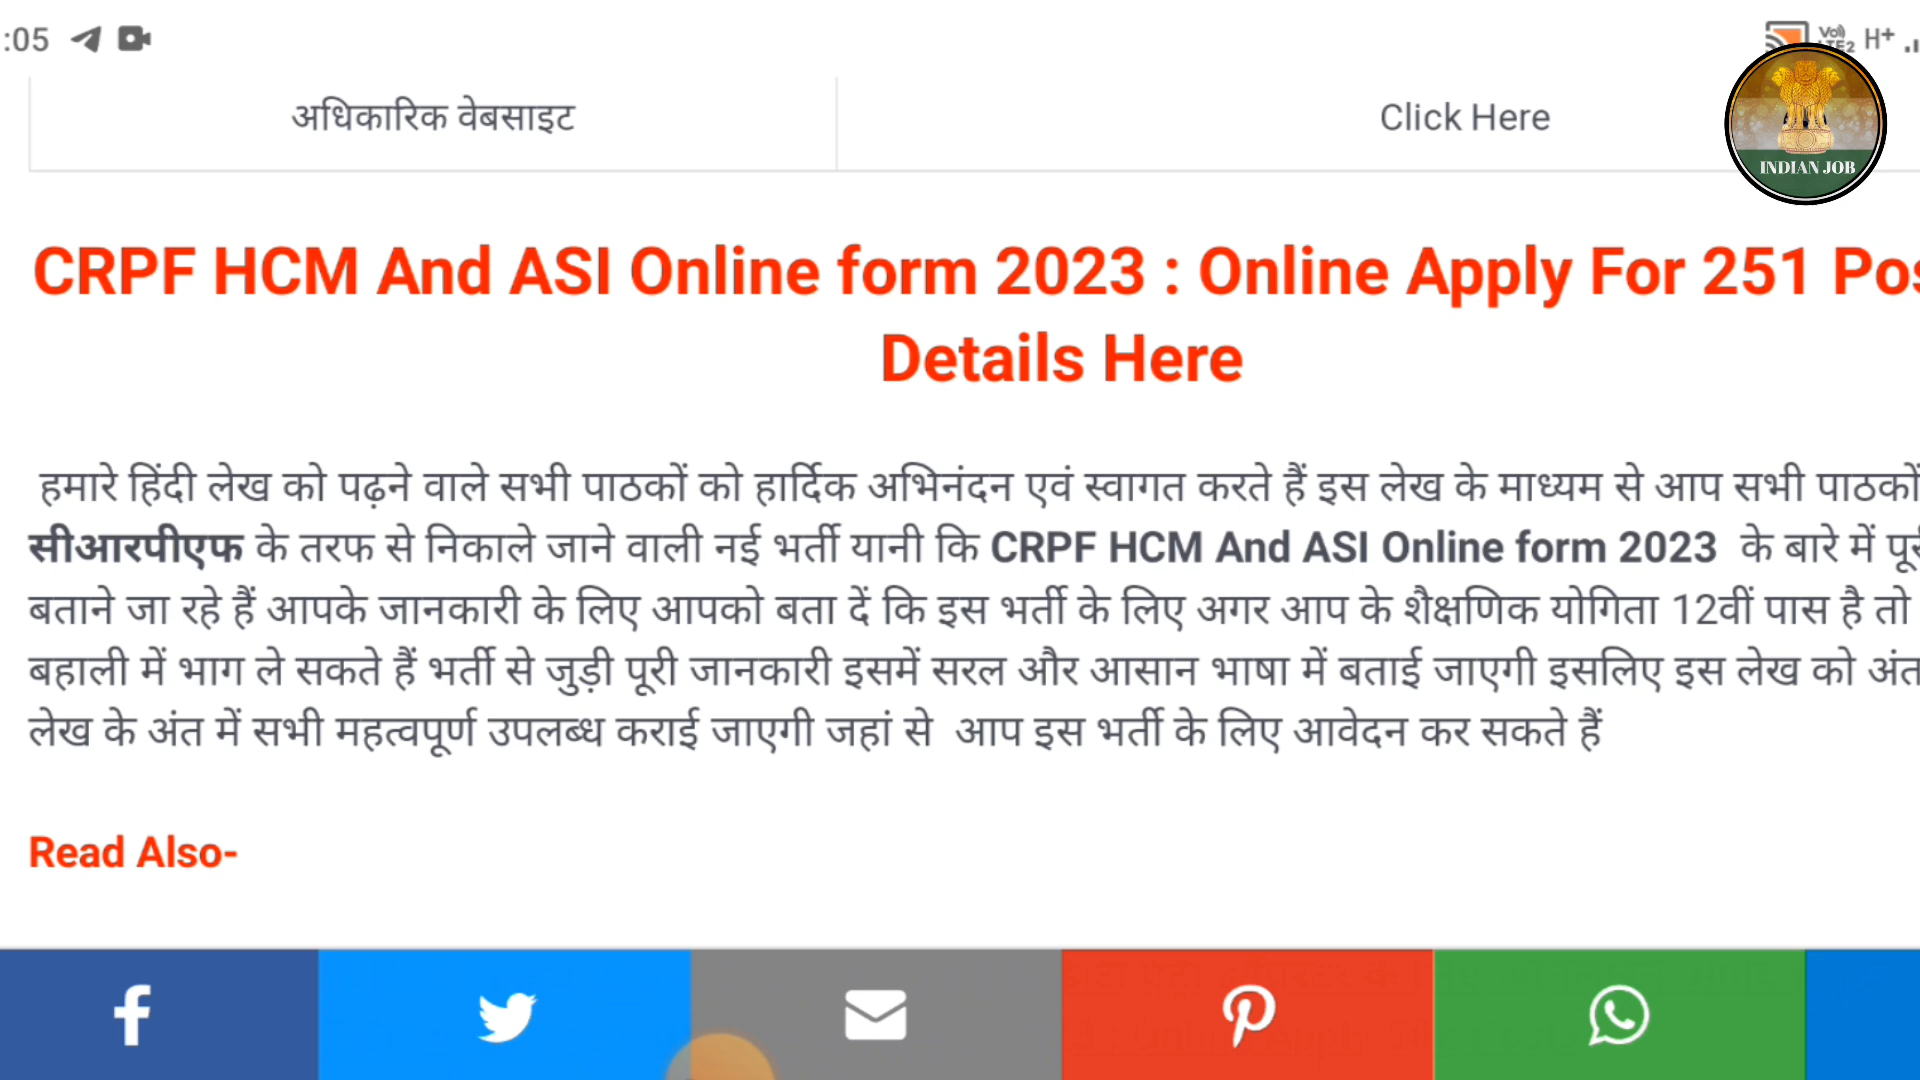 :05 Vo) LTE2 H+
अधिकारिक वेबसाइट Click Here
INDIAN JOB
CRPF HCM And ASI Online form 2023 : Online Apply For 251
Details Here
हमारे हिंदी लेख को पढ़ने वाले सभी पाठकों को हार्दिक अभिनंदन एवं स्वागत करते हैं इस लेख के माध्यम से आप सभी पाठकों
सीआरपीएफ के तरफ से निकाले जाने वाली नई भर्ती यानी कि CRPF HCM And ASI Online form 2023 के बारे में
बताने जा रहे हैं आपके जानकारी के लिए आपको बता दें कि इस भर्ती के लिए अगर आप के शैक्षणिक योगिता 12वीं पास है तो
बहाली में भाग ले सकते हैं भर्ती से जुड़ी पूरी जानकारी इसमें सरल और आसान भाषा में बताई जाएगी इसलिए इस लेख को अंत
लेख के अंत में सभी महत्वपूर्ण उपलब्ध कराई जाएगी जहां से आप इस भर्ती के लिए आवेदन कर सकते हैं
Read Also-